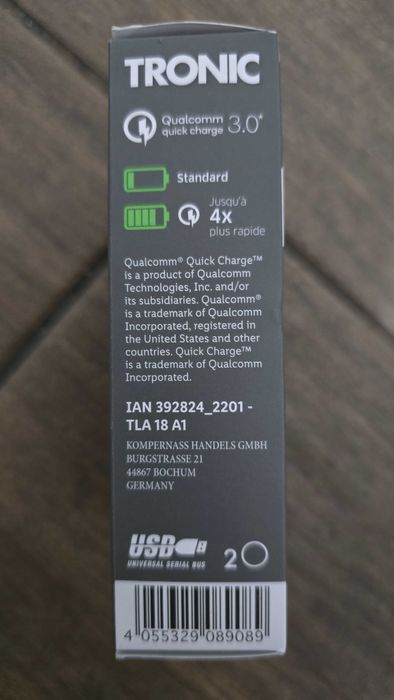 TRONIC
Qualcomm
quick charge 3.0*
Standard
Jusqu'à
4x
plus rapide
Qualcomm® Quick Charge™
is a product of Qualcomm
Technologies, Inc. and/or
its subsidiaries. Qualcomm®
is a trademark of Qualcomm
Incorporated, registered in
the United States and other
countries. Quick Charge™
is a trademark of Qualcomm
Incorporated.
IAN 392824_2201 -
TLA 18 A1
KOMPERNASS HANDELS GMBH
BURGSTRASSE 21
44867 BOCHUM
GERMANY
USB
UNIVERSAL SERIAL BUS
2
4 055329 089089